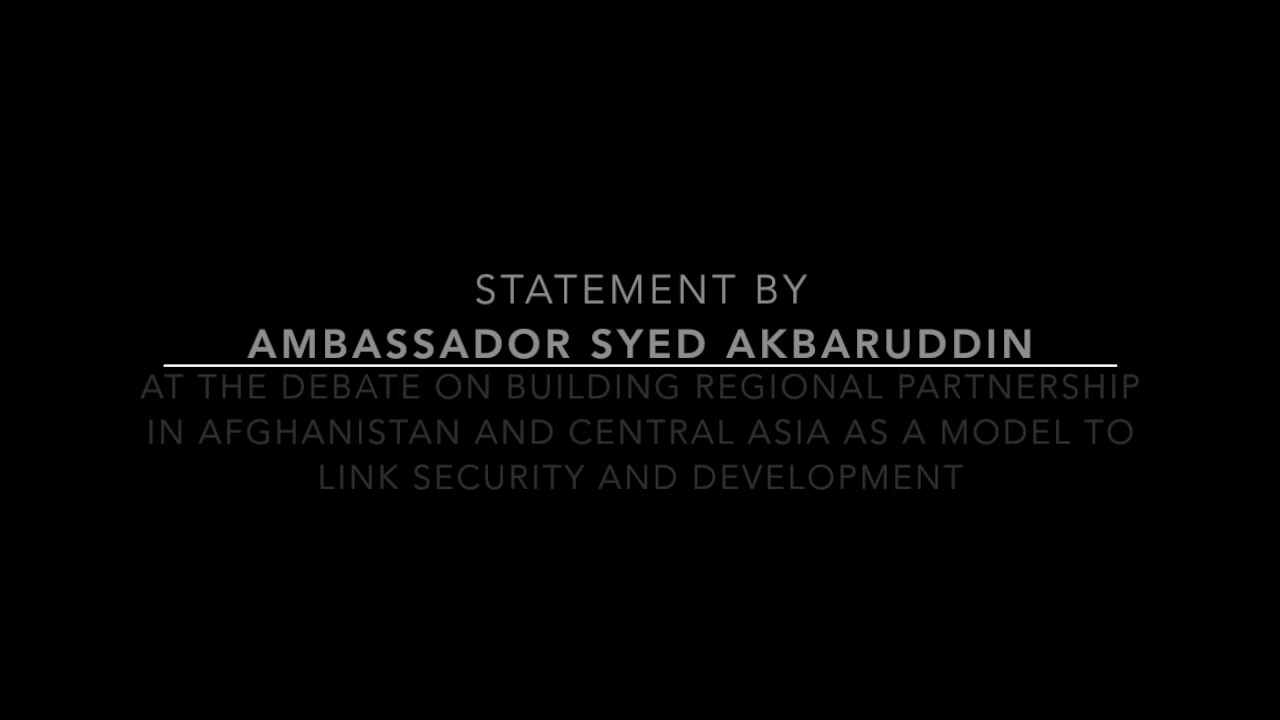 STATEMENT BY
AMBASSADOR SYED AKBARUDDIN
AT THE DEBATE ON BUILDING REGIONAL PARTNERSHIP
IN AFGHANISTAN AND CENTRAL ASIA AS A MODEL TO
LINK SECURITY AND DEVELOPMENT